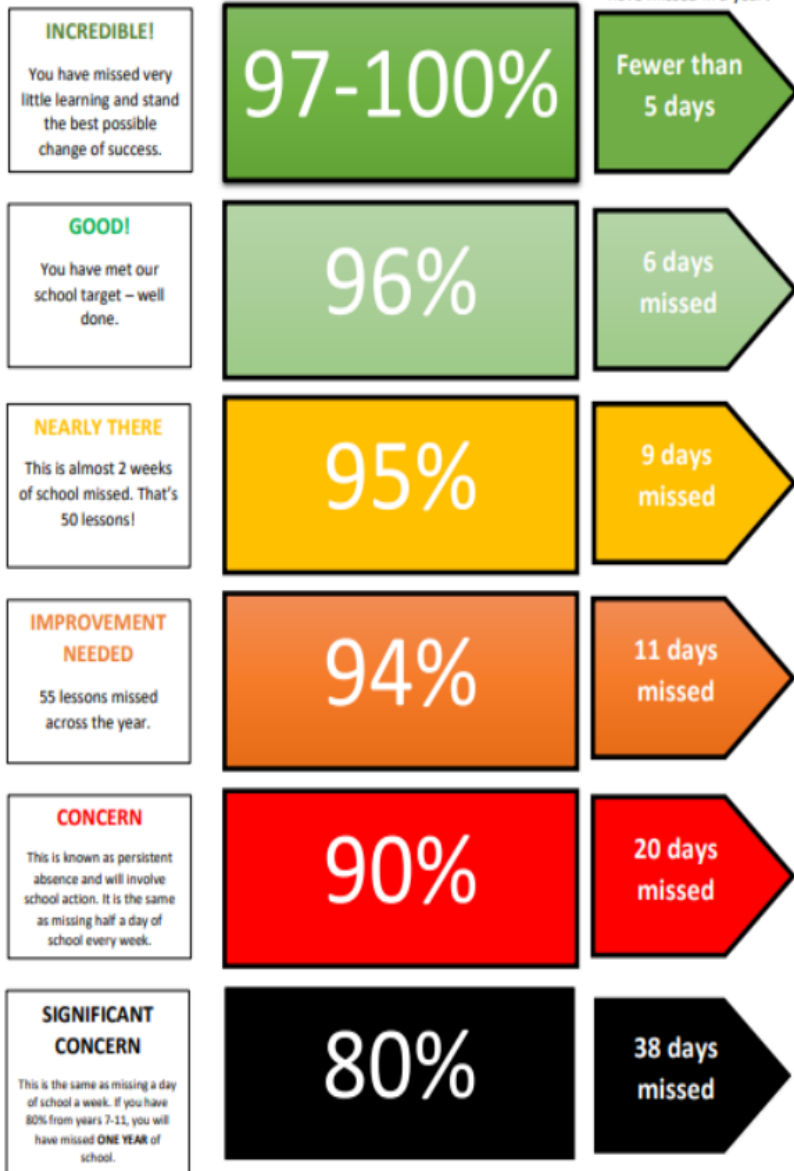 have missed in a year?
INCREDIBLE!
You have missed very
little learning and stand
the best possible
change of success.
97-100%
Fewer than
5 days
GOOD!
You have met our
school target – well
done.
96%
6 days
missed
NEARLY THERE
This is almost 2 weeks
of school missed. That's
50 lessons!
95%
9 days
missed
IMPROVEMENT
NEEDED
55 lessons missed
across the year.
94%
11 days
missed
CONCERN
This is known as persistent
absence and will involve
school action. It is the same
as missing half a day of
school every week.
90%
20 days
missed
SIGNIFICANT
CONCERN
This is the same as missing a day
of school a week. If you have
80% from years 7-11, you will
have missed ONE YEAR of
school.
80%
38 days
missed